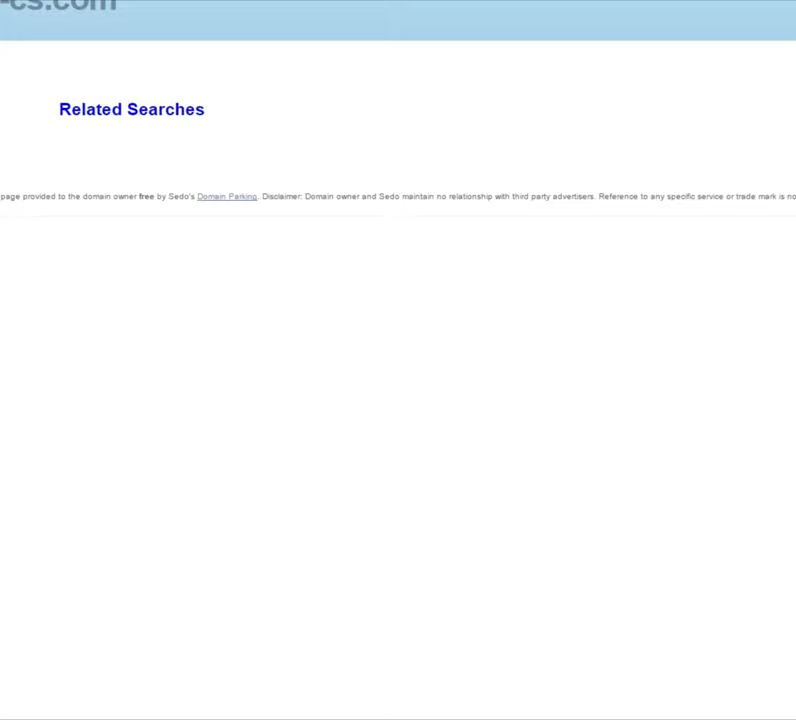 -cs.com
Related Searches
page provided to the domain owner free by Sedo's Domain Parking. Disclaimer: Domain owner and Sedo maintain no relationship with third party advertisers. Reference to any specific service or trade mark is no